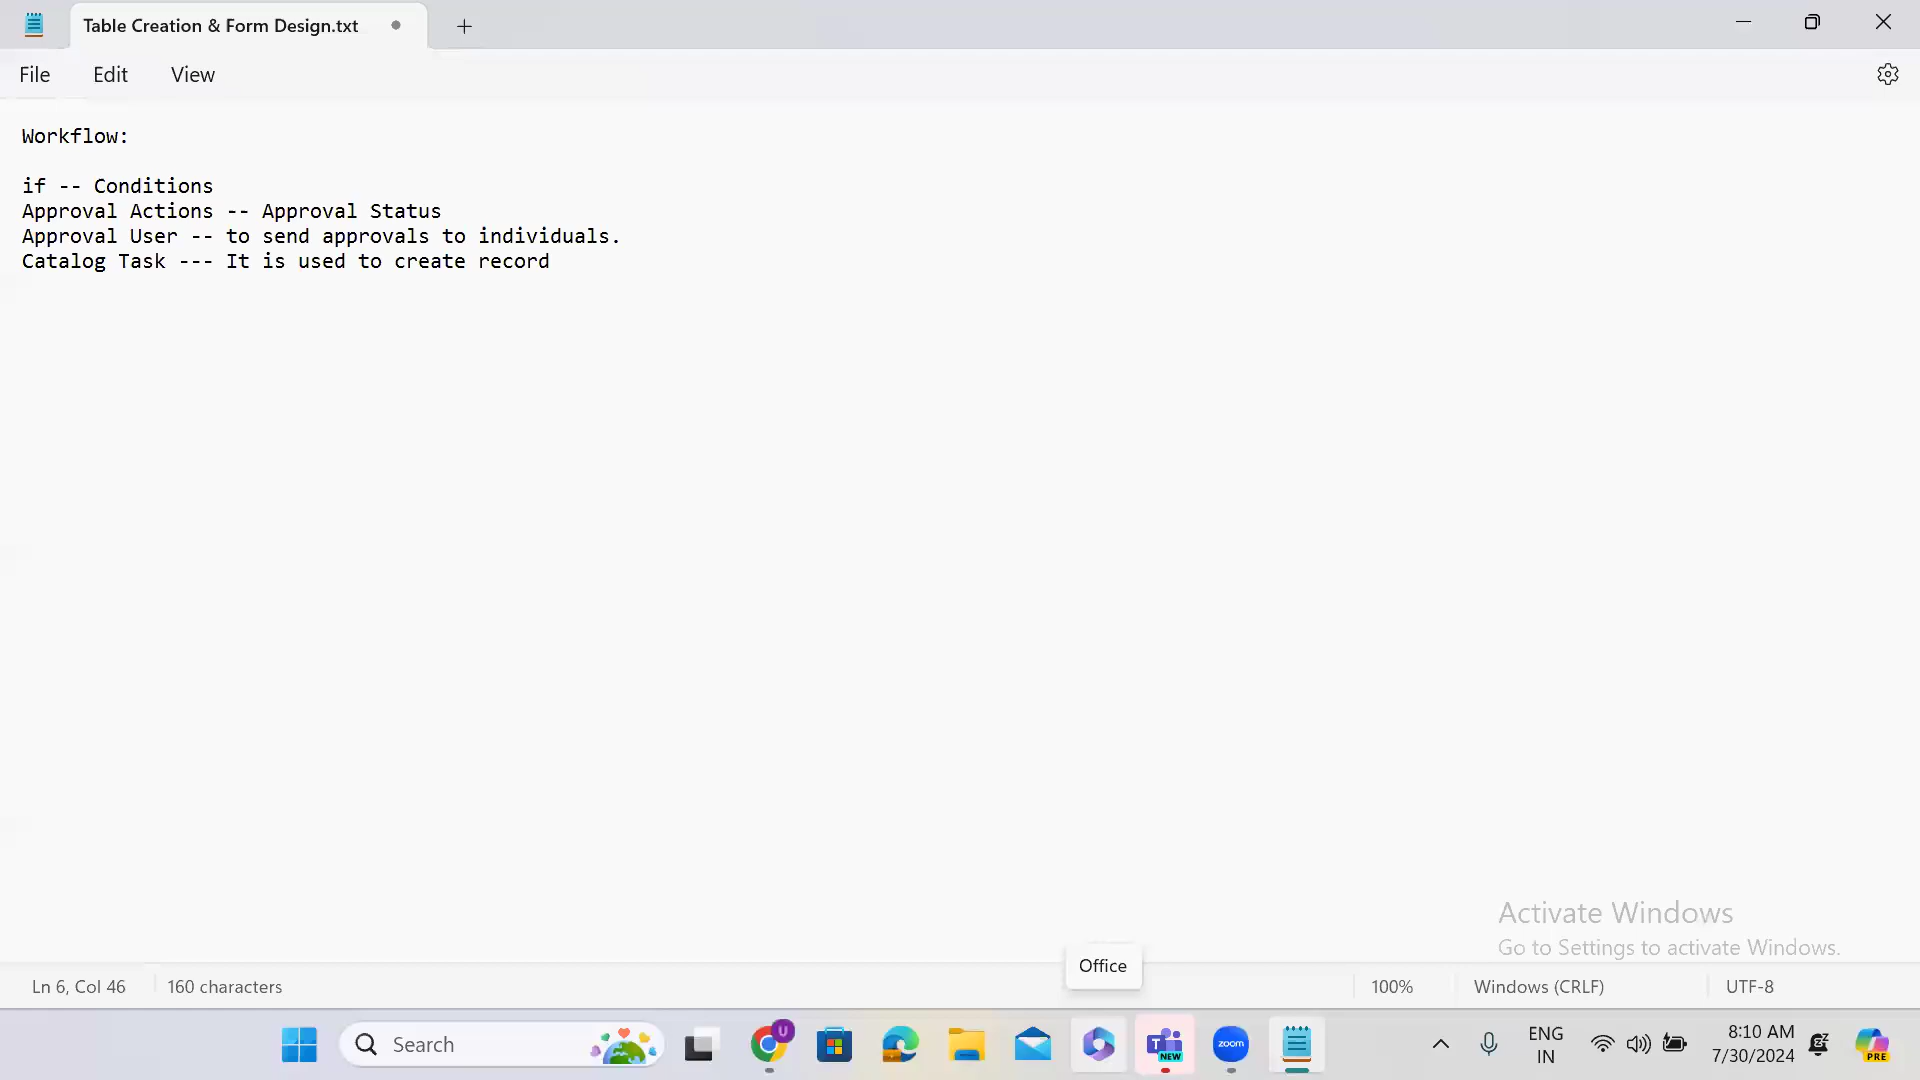 Table Creation & Form Design.txt
File Edit View
Workflow:
if -- Conditions
Approval Actions -- Approval Status
Approval User -- to send approvals to individuals.
Catalog Task --- It is used to create record
Activate Windows
Go to Settings to activate Windows.
Office
Ln 6, Col 46 160 characters 100% Windows (CRLF) UTF-8
Search
U
NEW
zoom
ENG
IN
8:10 AM
7/30/2024
PRE